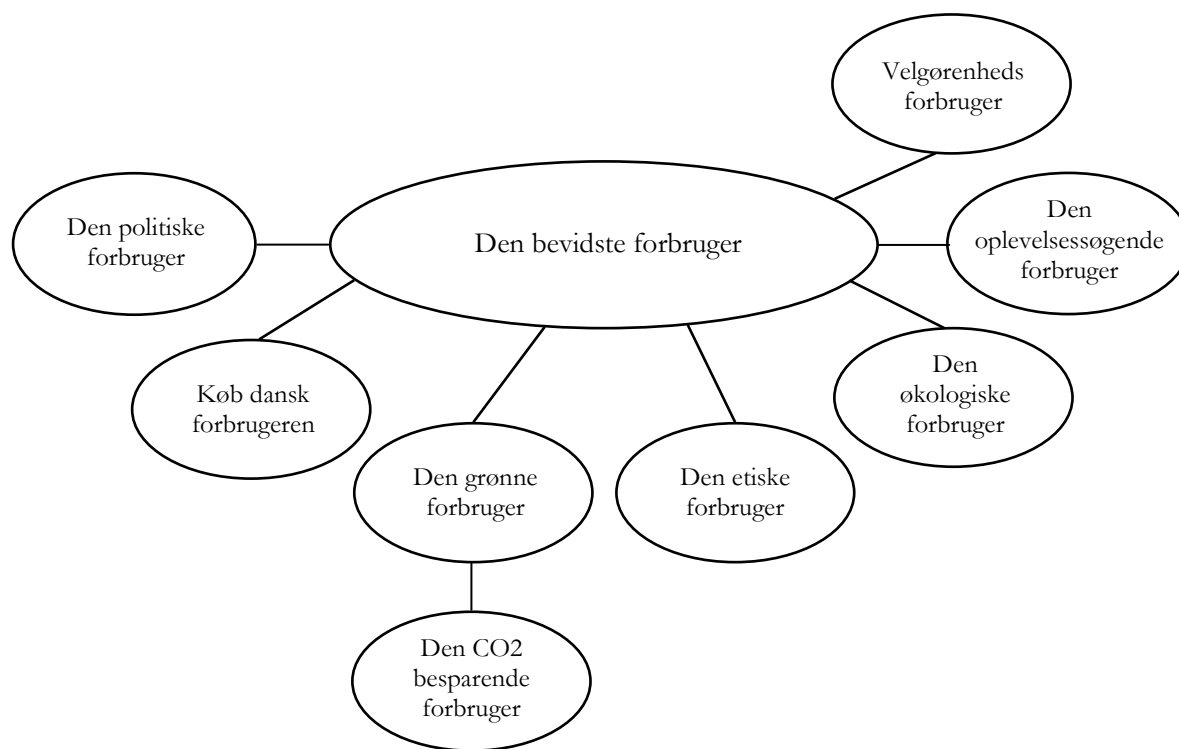 Velgørenheds
forbruger
Den politiske
forbruger
Den bevidste forbruger
Den
oplevelsessøgende
forbruger
Køb dansk
forbrugeren
Den
økologiske
forbruger
Den grønne
forbruger
Den etiske
forbruger
Den CO2
besparende
forbruger